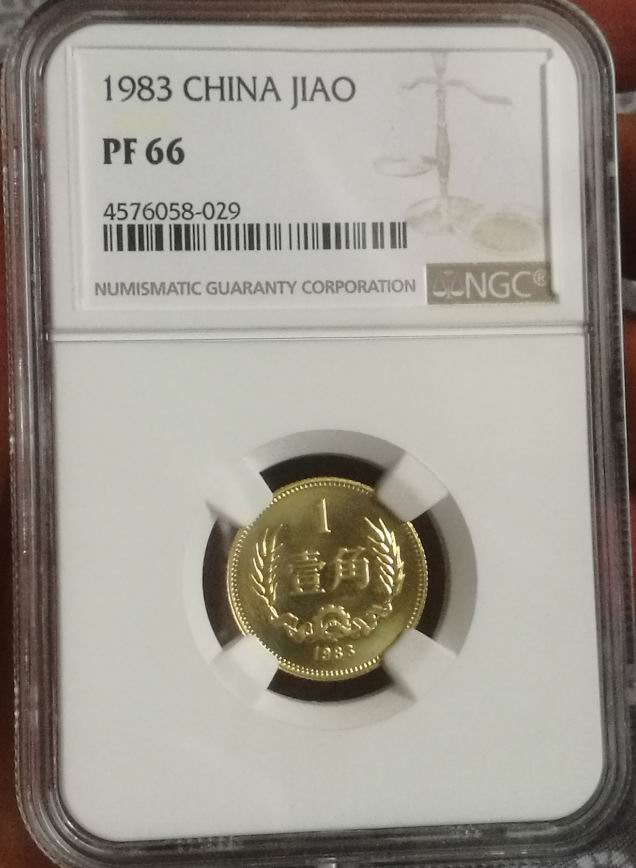 1983 CHINA JIAO
PF 66
4576058-029
NUMISMATIC GUARANTY CORPORATION
NGC®
1
壹角
1983